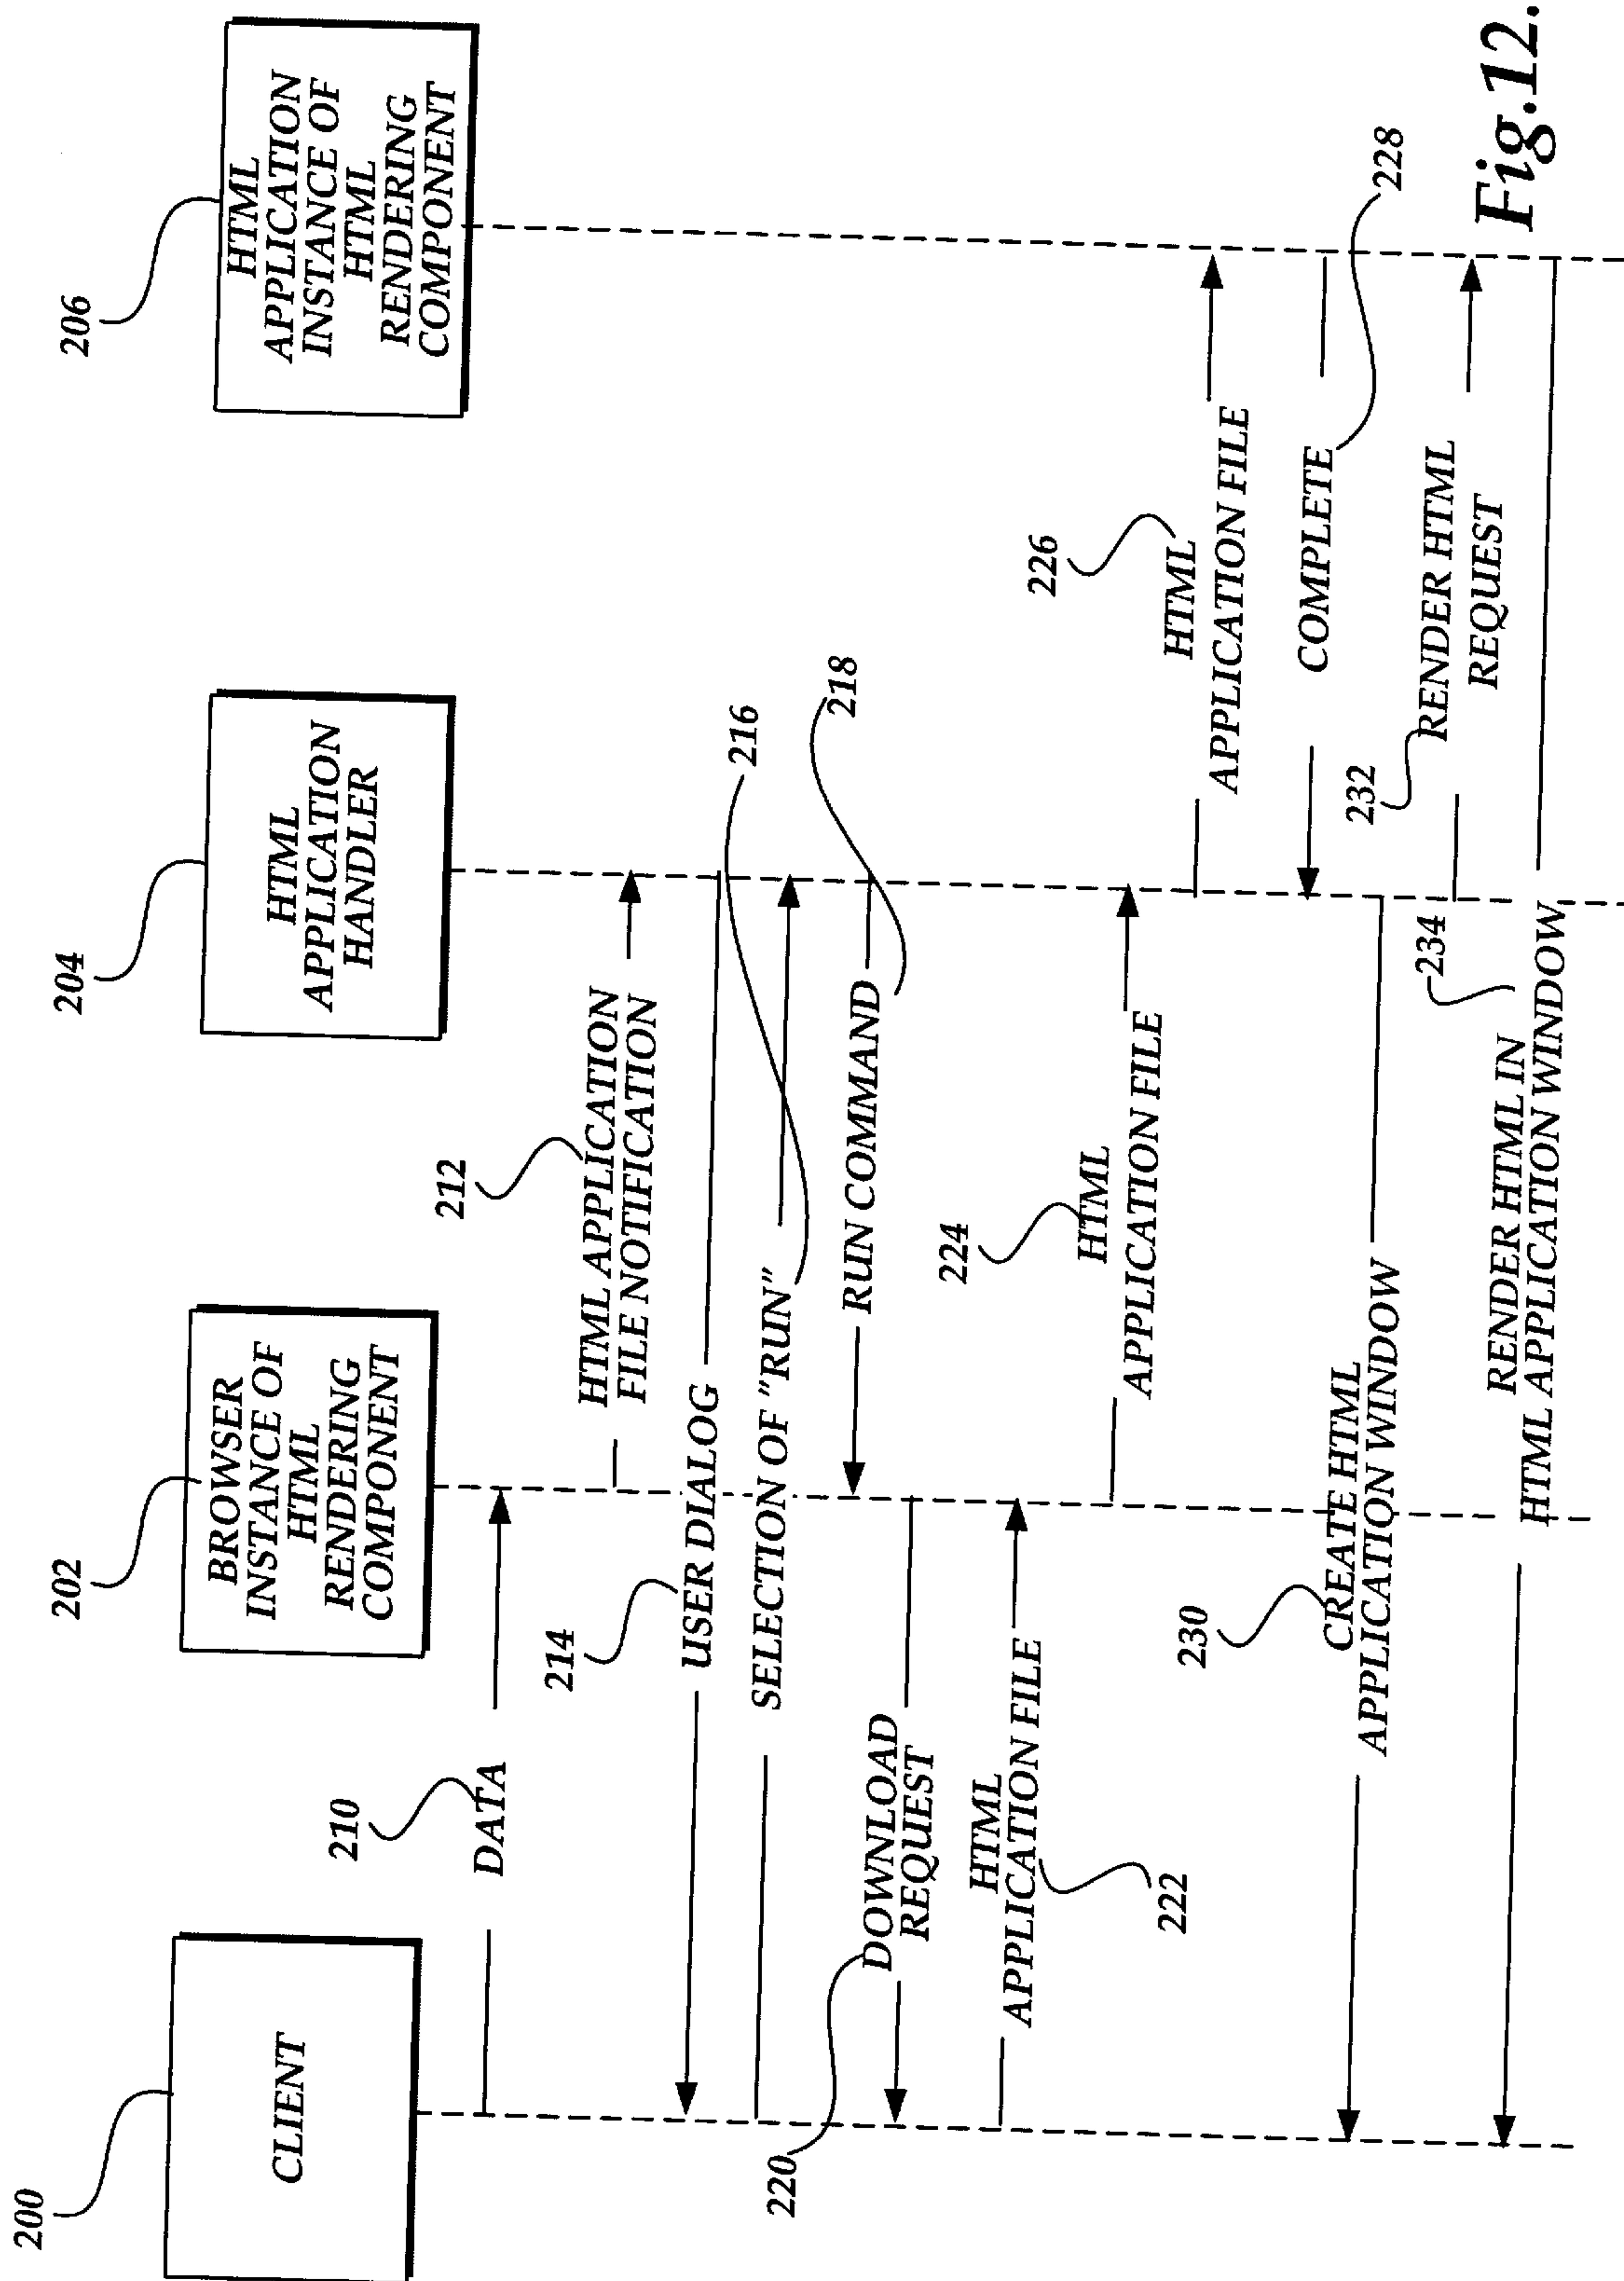 200
CLIENT
202
BROWSER
INSTANCE OF
HTML
RENDERING
COMPONENT
204
HTML
APPLICATION
HANDLER
206
HTML
APPLICATION
INSTANCE OF
HTML
RENDERING
COMPONENT
210
DATA
212
HTML APPLICATION
FILE NOTIFICATION
214
USER DIALOG
216
SELECTION OF "RUN"
218
RUN COMMAND
220
DOWNLOAD
REQUEST
222
HTML
APPLICATION FILE
224
HTML
APPLICATION FILE
226
HTML
APPLICATION FILE
228
COMPLETE
230
CREATE HTML
APPLICATION WINDOW
232
RENDER HTML
REQUEST
234
RENDER HTML IN
HTML APPLICATION WINDOW
Fig.12.